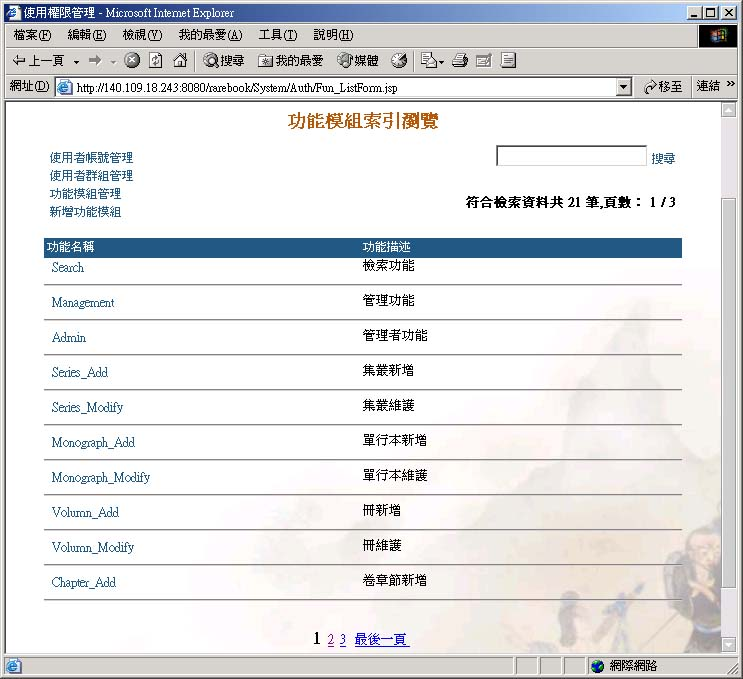 使用權限管理 - Microsoft Internet Explorer
檔案(F) 編輯(E) 檢視(V) 我的最愛(A) 工具(T) 說明(H)
上一頁 搜尋 我的最愛 媒體
網址(D) http://140.109.18.243:8080/rarebook/System/Auth/Fun_ListForm.jsp 移至 連結 »
功能模組索引瀏覽
使用者帳號管理 搜尋
使用者群組管理
功能模組管理
符合檢索資料共 21 筆,頁數： 1 / 3
新增功能模組
功能名稱 功能描述
Search 檢索功能
Management 管理功能
Admin 管理者功能
Series_Add 集叢新增
Series_Modify 集叢維護
Monograph_Add 單行本新增
Monograph_Modify 單行本維護
Volumn_Add 冊新增
Volumn_Modify 冊維護
Chapter_Add 卷章節新增
1 2 3 最後一頁
網際網路